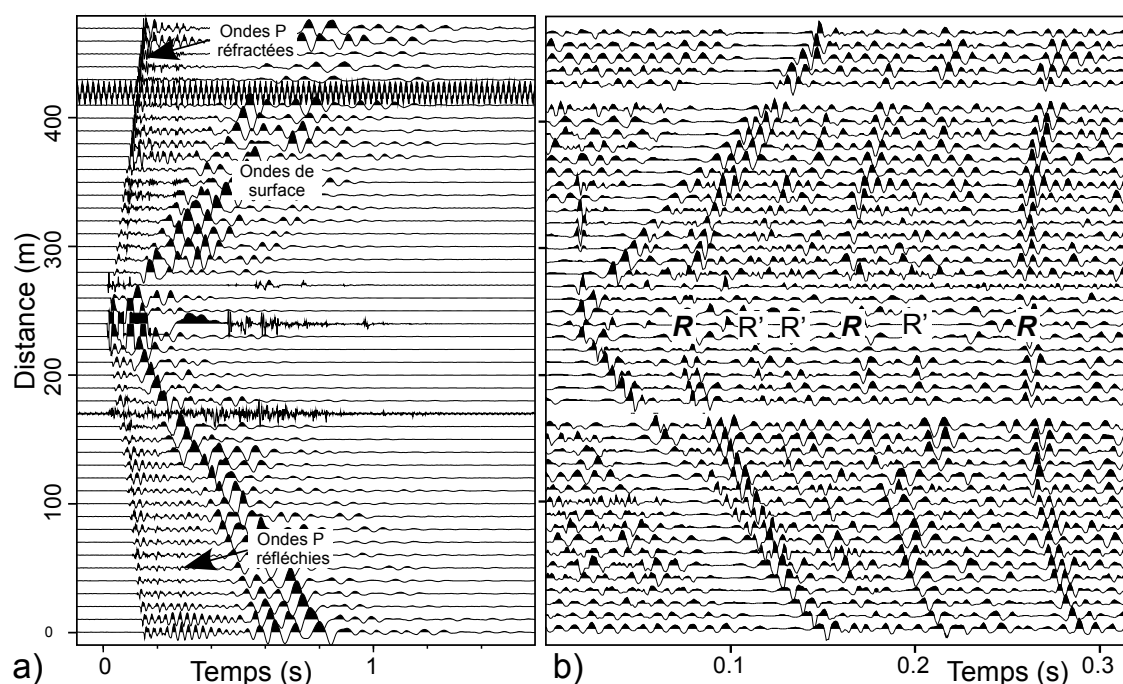 Ondes P
réfractées
Ondes de
surface
Ondes P
réfléchies
Distance (m)
400
300
200
100
0
0
1
a)
Temps (s)
R
R'
R'
R
R'
R
0.1
0.2
0.3
b)
Temps (s)